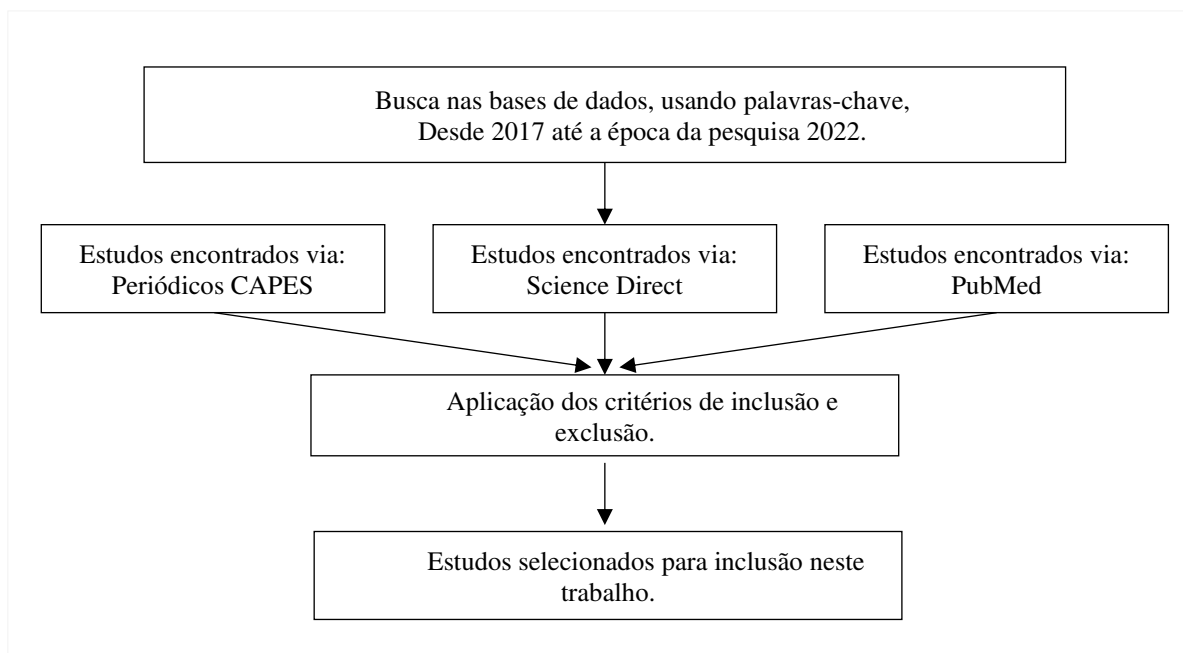 Busca nas bases de dados, usando palavras-chave,
Desde 2017 até a época da pesquisa 2022.
Estudos encontrados via:
Periódicos CAPES
Estudos encontrados via:
Science Direct
Estudos encontrados via:
PubMed
Aplicação dos critérios de inclusão e
exclusão.
Estudos selecionados para inclusão neste
trabalho.